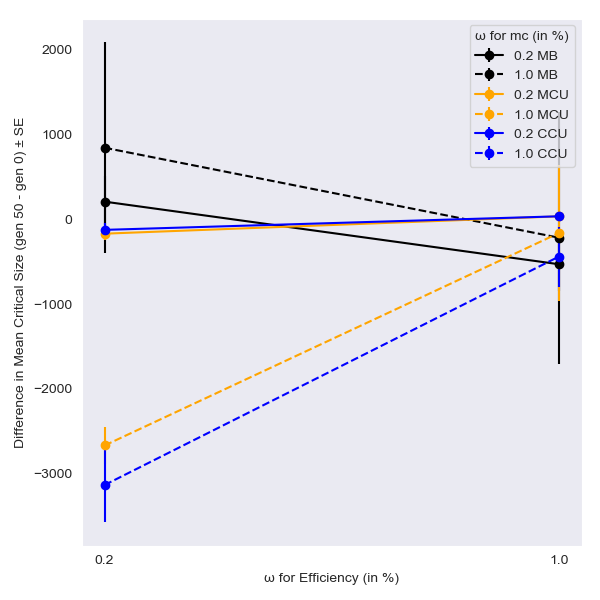 ω for mc (in %)
0.2 MB
1.0 MB
0.2 MCU
1.0 MCU
0.2 CCU
1.0 CCU
Difference in Mean Critical Size (gen 50 - gen 0) ± SE
2000
1000
0
−1000
−2000
−3000
0.2
1.0
ω for Efficiency (in %)